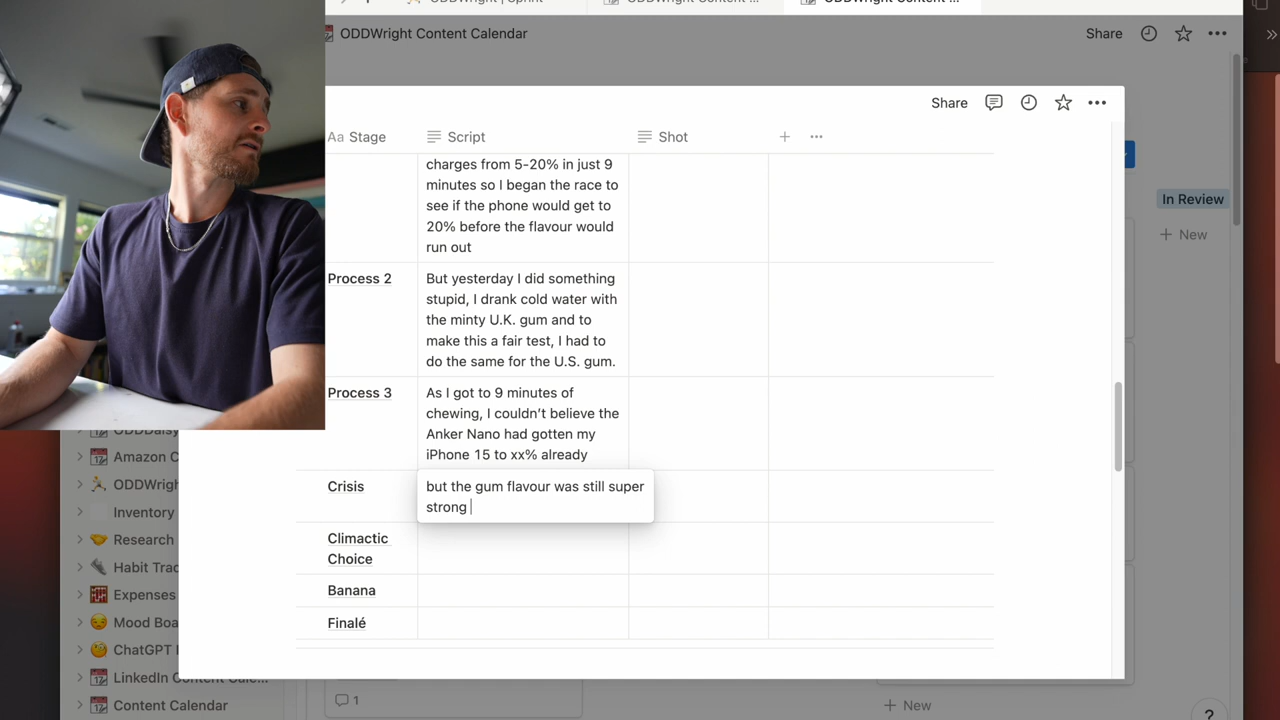 ODDWright | Sprint
ODDWright Content ...
ODDWright Content ...
ODDWright Content Calendar
Share
Share
Aa Stage
Script
Shot
In Review
+ New
charges from 5-20% in just 9
minutes so I began the race to
see if the phone would get to
20% before the flavour would
run out
Process 2
But yesterday I did something
stupid, I drank cold water with
the minty U.K. gum and to
make this a fair test, I had to
do the same for the U.S. gum.
Process 3
As I got to 9 minutes of
chewing, I couldn’t believe the
Anker Nano had gotten my
iPhone 15 to xx% already
Crisis
but the gum flavour was still super
strong
Climactic
Choice
Banana
Finalé
Amazon C
ODDWrigh
Inventory
Research
Habit Trac
Expenses
Mood Boa
ChatGPT
LinkedIn Content Cale...
Content Calendar
1
+ New
?